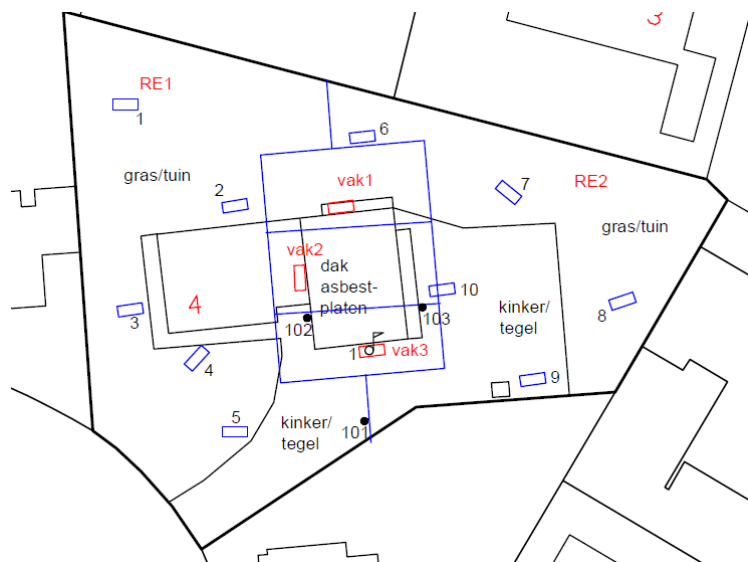 3
RE1
1
6
gras/tuin
vak1
7
RE2
2
gras/tuin
vak2
dak
asbest-
platen
10
4
kinker/
tegel
3
102
103
8
1
vak3
4
9
5
kinker/
tegel
101